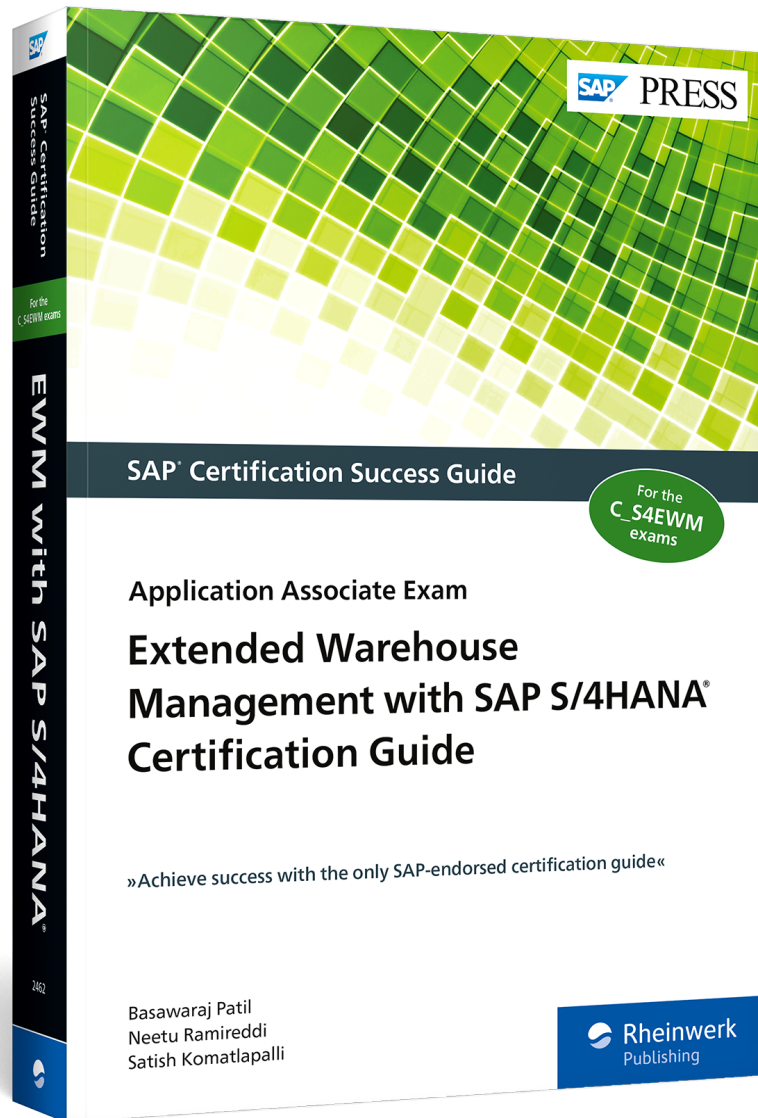 SAP
SAP® Certification
Success Guide
For the
C_S4EWM exams
EWM with SAP S/4HANA®
2462
SAP PRESS
SAP® Certification Success Guide
For the
C_S4EWM
exams
Application Associate Exam
Extended Warehouse
Management with SAP S/4HANA®
Certification Guide
»Achieve success with the only SAP-endorsed certification guide«
Basawaraj Patil
Neetu Ramireddi
Satish Komatlapalli
Rheinwerk
Publishing